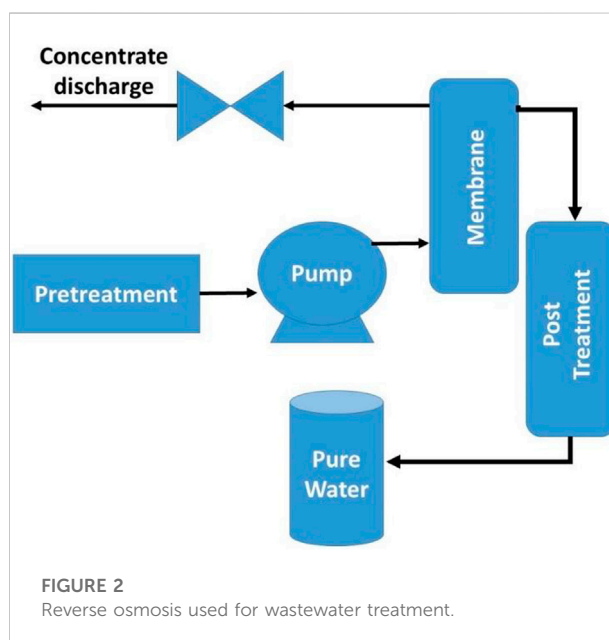 Concentrate
discharge
Membrane
Pump
Pretreatment
Post
Treatment
Pure
Water
FIGURE 2
Reverse osmosis used for wastewater treatment.